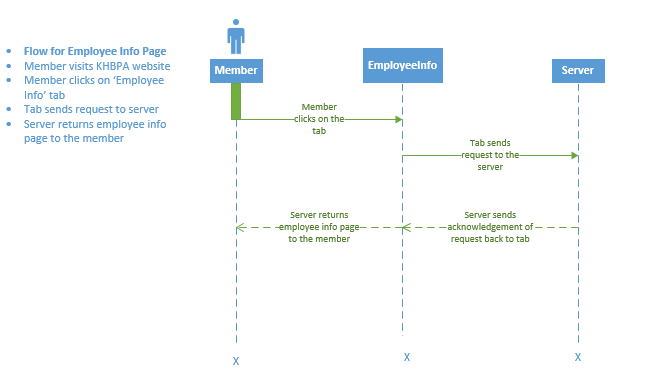 • Flow for Employee Info Page
• Member visits KHBPA website
• Member clicks on ‘Employee
Info’ tab
• Tab sends request to server
• Server returns employee info
page to the member
Member
EmployeeInfo
Server
Member
clicks on the
tab
Tab sends
request to the
server
Server returns
employee info page
to the member
Server sends
acknowledgement of
request back to tab
X
X
X